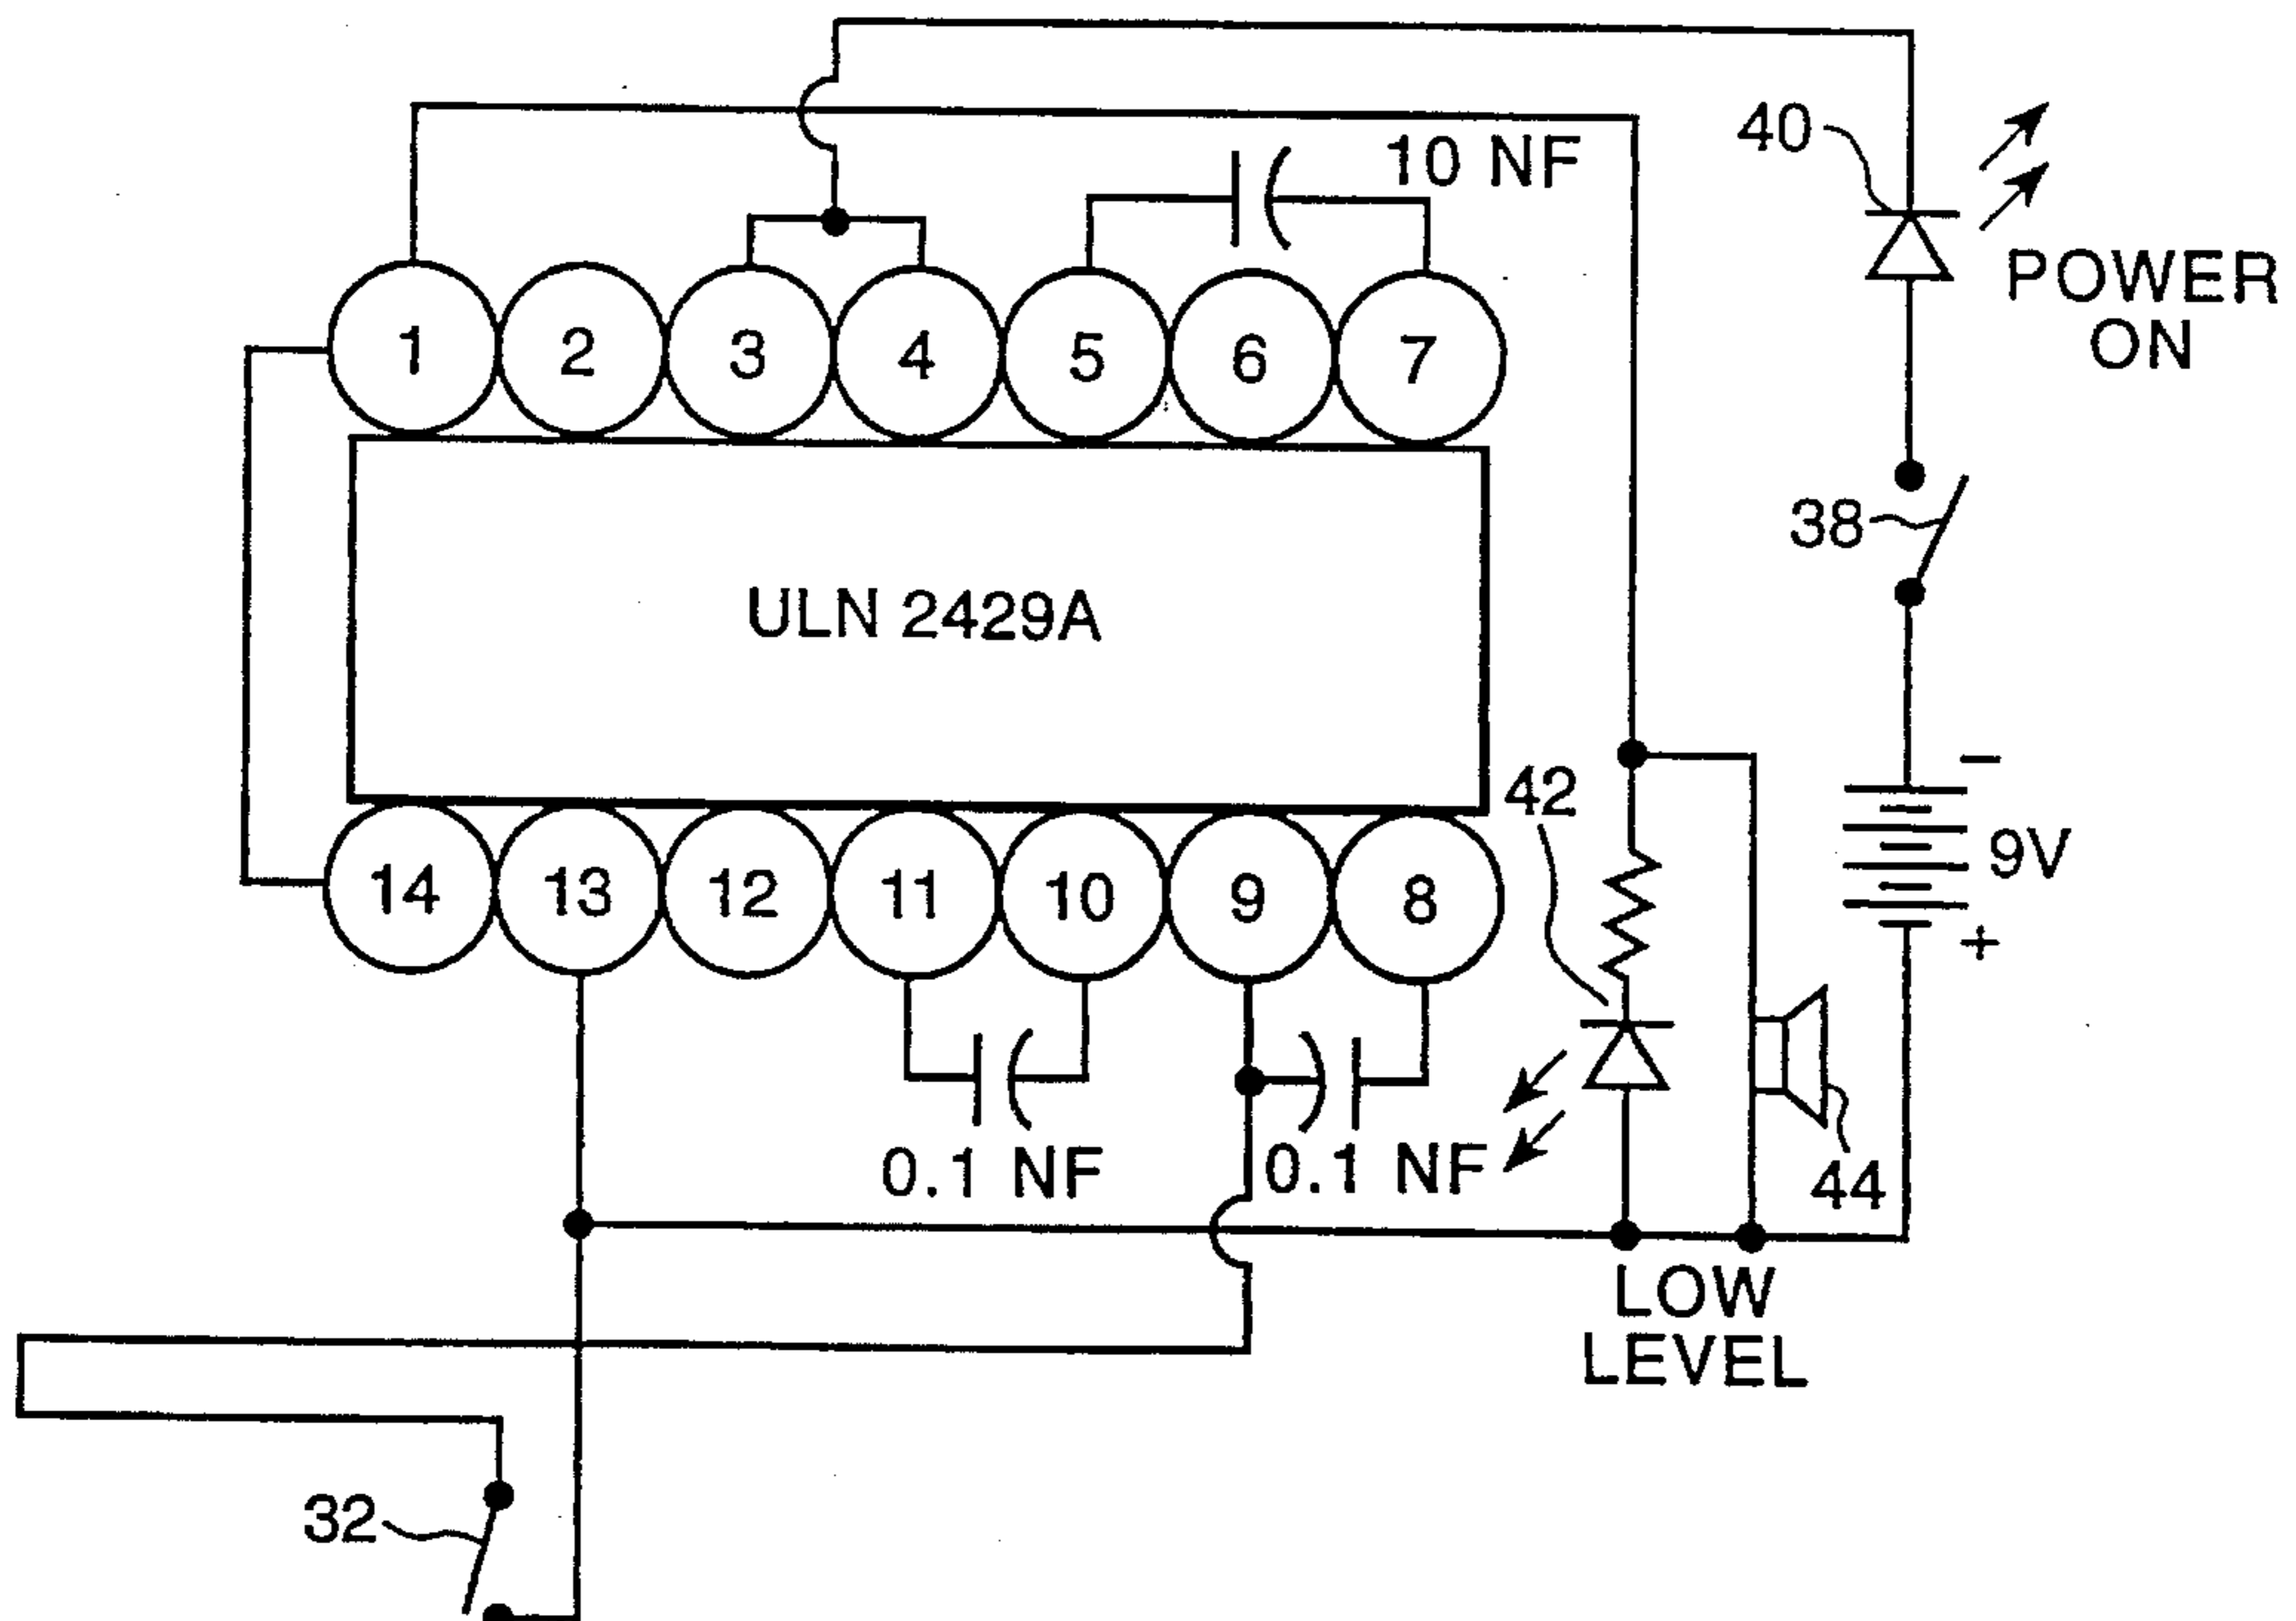 40
10 NF
POWER
ON
1 2 3 4 5 6 7
38
ULN 2429A
42
-
9V
+
14 13 12 11 10 9 8
0.1 NF
0.1 NF
44
LOW
LEVEL
32